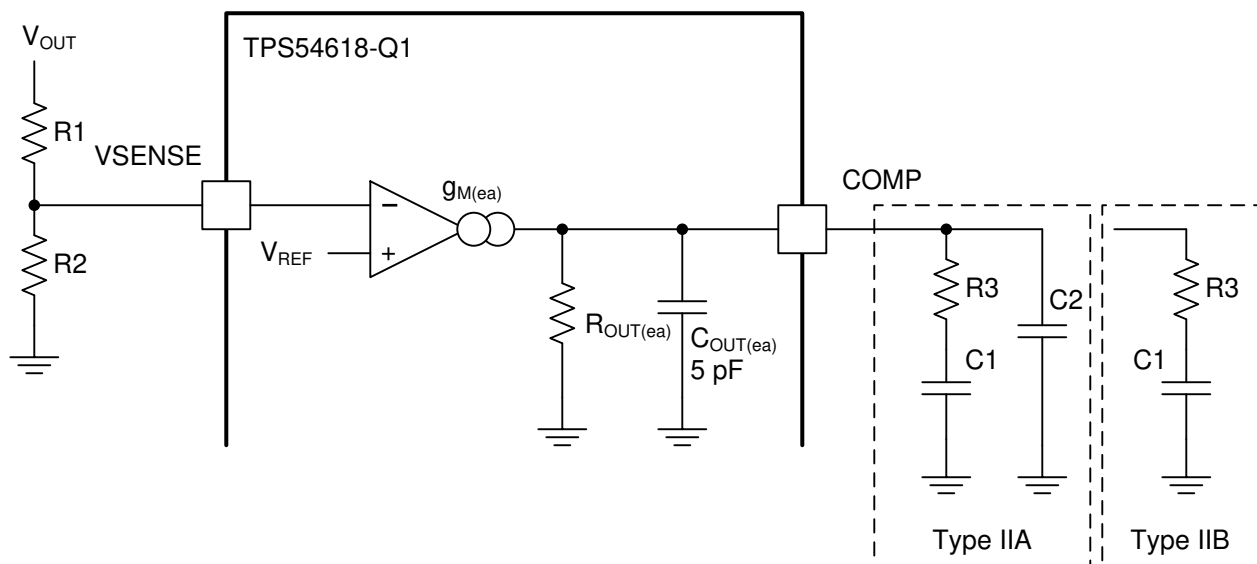 TPS54618-Q1
V_OUT
R1
VSENSE
g_M(ea)
COMP
−
V_REF
+
R2
R3
C2
R3
R_OUT(ea)
C_OUT(ea)
5 pF
C1
C1
Type IIA
Type IIB